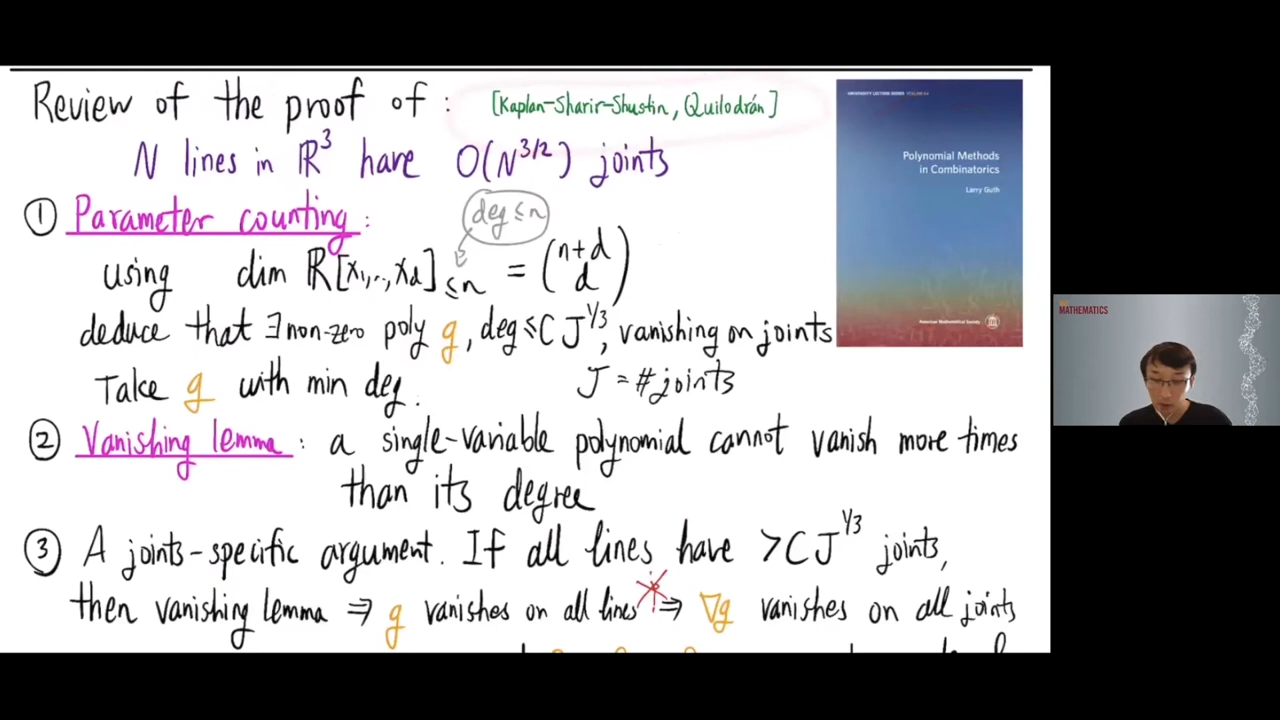 Review of the proof of : [Kaplan-Sharir-Shustin, Quilodrán]
N lines in ℝ³ have O(N^{3/2}) joints
① Parameter counting :
deg ≤ n
using dim ℝ[x₁,..,x_d]_{≤n} = \binom{n+d}{d}
deduce that ∃ non-zero poly g, deg ≤ C J^{1/3}, vanishing on joints
Take g with min deg. J = # joints
② Vanishing lemma : a single-variable polynomial cannot vanish more times
than its degree
③ A joints-specific argument. If all lines have > C J^{1/3} joints,
then vanishing lemma ⇒ g vanishes on all lines ⇒ ∇g vanishes on all joints
Polynomial Methods
in Combinatorics
Larry Guth
American Mathematical Society
MATHEMATICS